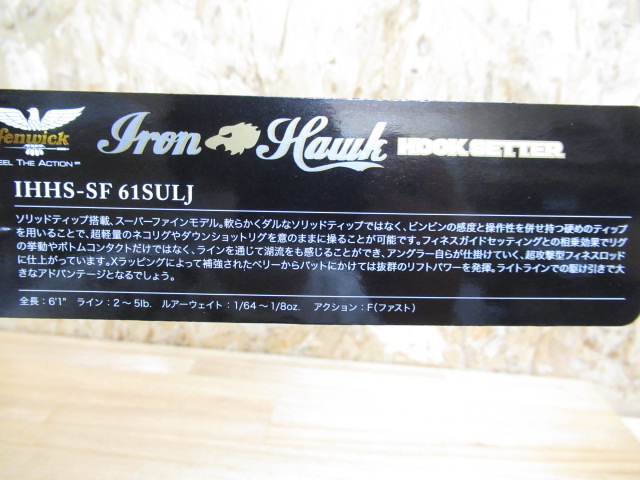 fenwick
EEL THE ACTION
Iron Hawk HOOK SETTER
IHHS-SF 61SULJ
ソリッドティップ搭載、スーパーファインモデル。軟らかくダルなソリッドティップではなく、ピンピンの感度と操作性を併せ持つ硬めのティップ
を用いることで、超軽量のネコリグやダウンショットリグを意のままに操ることが可能です。フィネスガイドセッティングとの相乗効果でリグ
の挙動やボトムコンタクトだけではなく、ラインを通じて湖流をも感じることができ、アングラー自らが仕掛けていく、超攻撃型フィネスロッド
に仕上がっています。Xラッピングによって補強されたベリーからバットにかけては抜群のリフトパワーを発揮。ライトラインでの駆け引きで大
きなアドバンテージとなるでしょう。
全長：6'1" ライン：2～5lb. ルアーウェイト：1/64～1/8oz. アクション：F(ファスト)